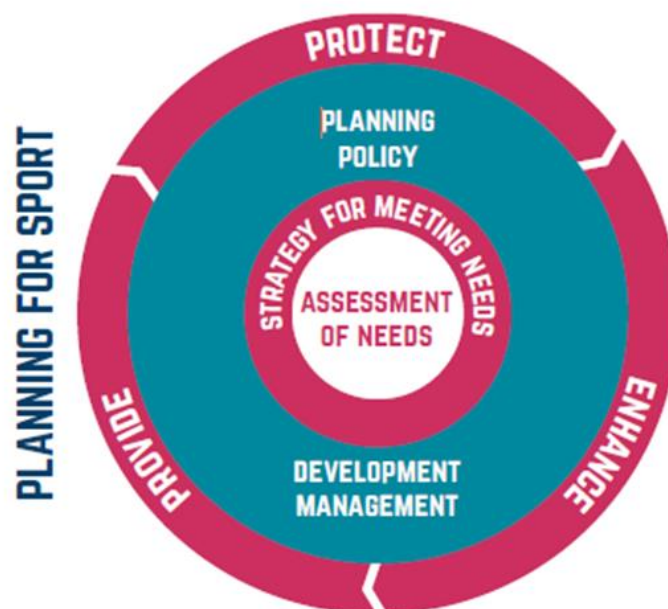 PLANNING FOR SPORT
PROTECT
PLANNING
POLICY
STRATEGY FOR MEETING NEEDS
ASSESSMENT
OF NEEDS
DEVELOPMENT
MANAGEMENT
PROVIDE
ENHANCE